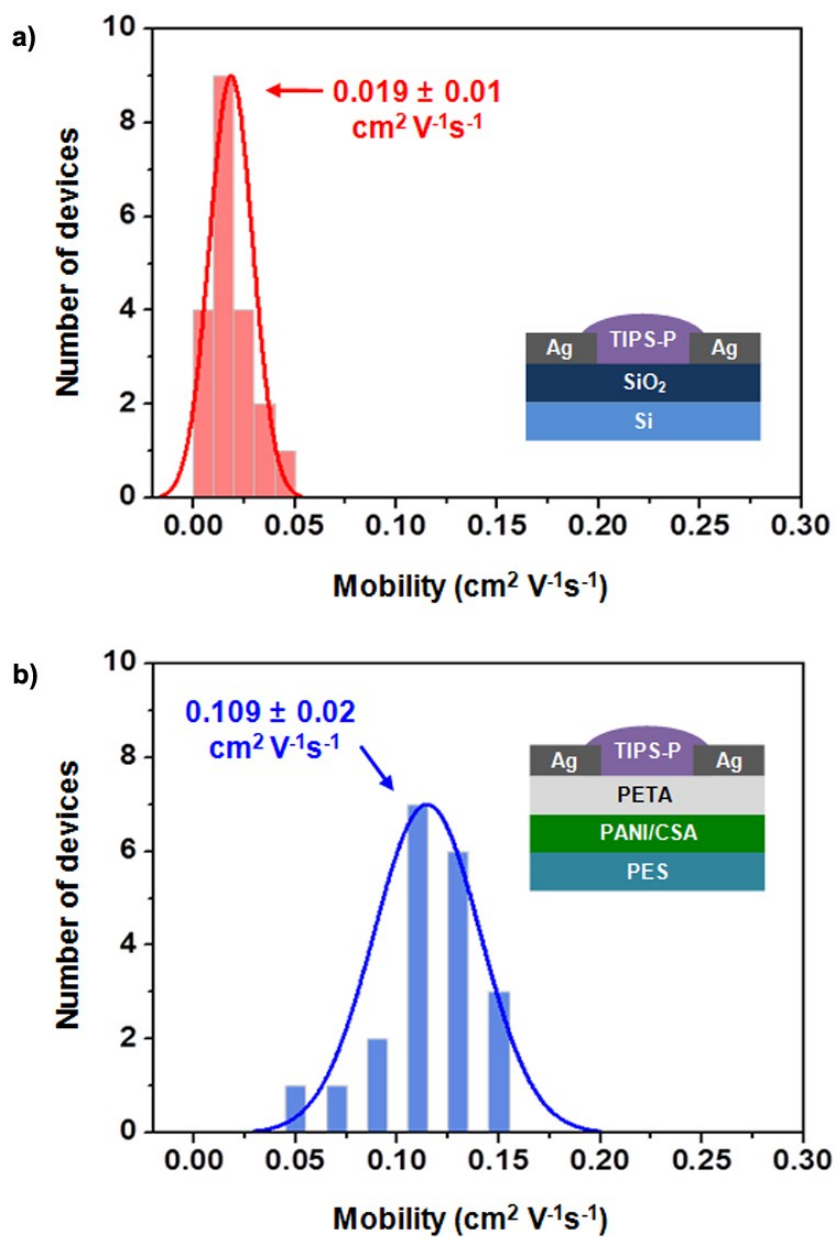 a)
10
8
6
4
2
0
Number of devices
0.019 ± 0.01
cm² V⁻¹s⁻¹
TIPS-P
Ag Ag
SiO₂
Si
0.00 0.05 0.10 0.15 0.20 0.25 0.30
Mobility (cm² V⁻¹s⁻¹)
b)
10
8
6
4
2
0
Number of devices
0.109 ± 0.02
cm² V⁻¹s⁻¹
TIPS-P
Ag Ag
PETA
PANI/CSA
PES
0.00 0.05 0.10 0.15 0.20 0.25 0.30
Mobility (cm² V⁻¹s⁻¹)